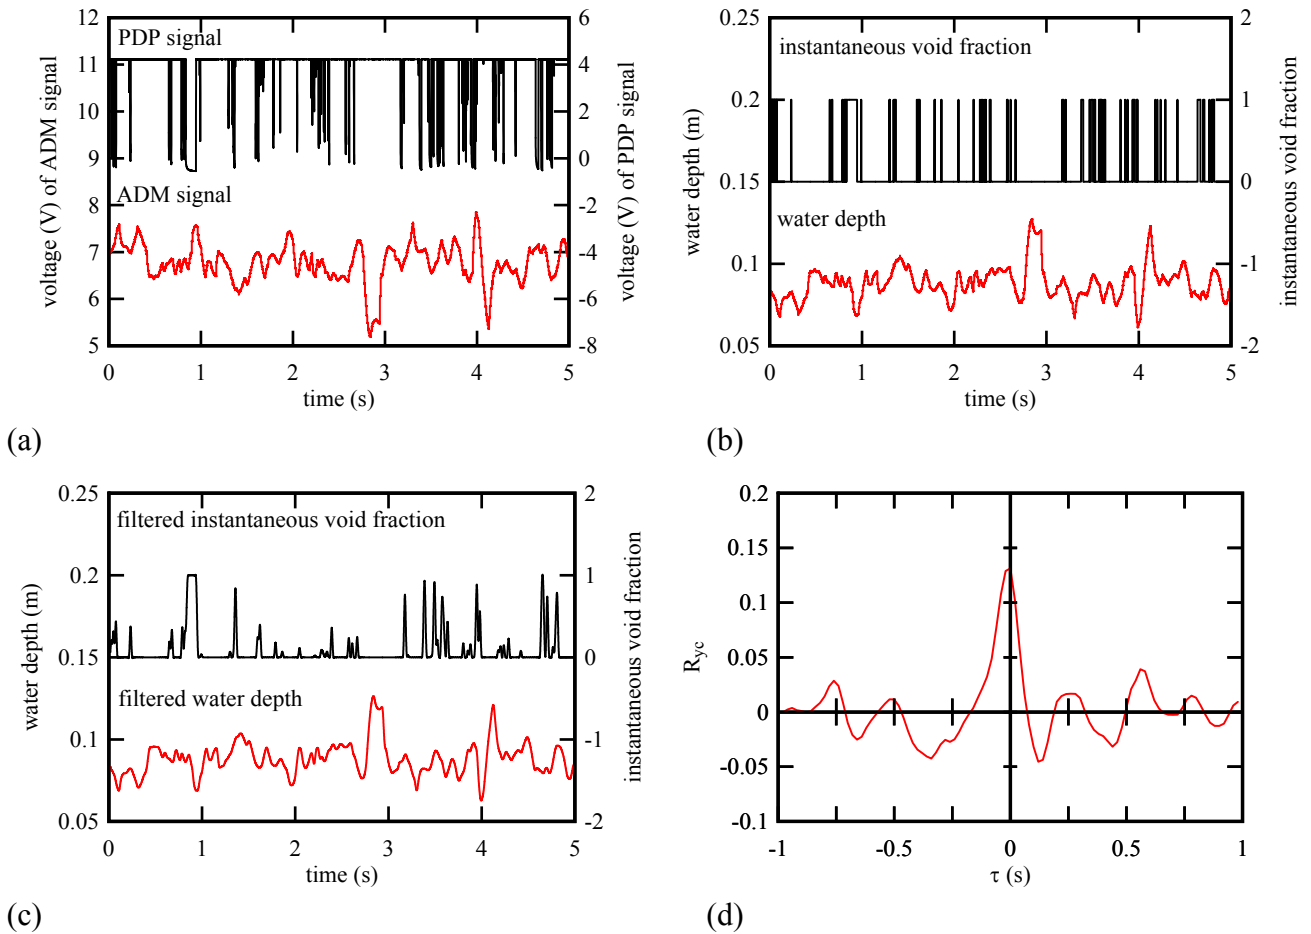 12
11
10
9
8
7
6
5
voltage (V) of ADM signal
PDP signal
ADM signal
6
4
2
0
-2
-4
-6
-8
voltage (V) of PDP signal
0 1 2 3 4 5
time (s)
(a)
0.25
0.2
0.15
0.1
0.05
water depth (m)
instantaneous void fraction
water depth
2
1
0
-1
-2
instantaneous void fraction
0 1 2 3 4 5
time (s)
(b)
0.25
0.2
0.15
0.1
0.05
water depth (m)
filtered instantaneous void fraction
filtered water depth
2
1
0
-1
-2
instantaneous void fraction
0 1 2 3 4 5
time (s)
(c)
0.2
0.15
0.1
0.05
0
-0.05
-0.1
Ryc
-1 -0.5 0 0.5 1
τ (s)
(d)